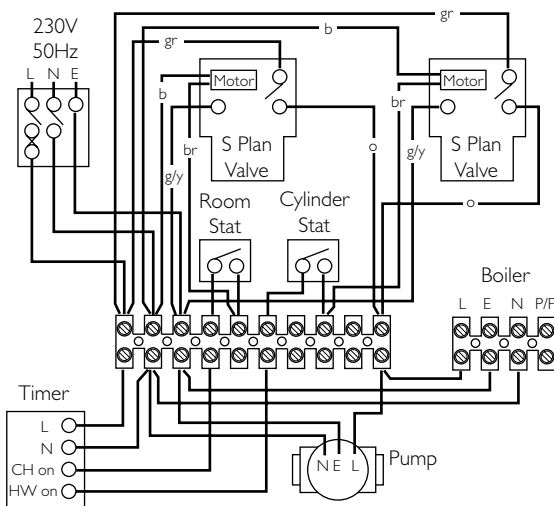 230V
50Hz
L N E
gr
b
gr
b
br
g/y
Motor
S Plan
Valve
o
Motor
S Plan
Valve
br
g/y
o
Room
Stat
Cylinder
Stat
Boiler
L E N P/F
Timer
L
N
CH on
HW on
N E L
Pump